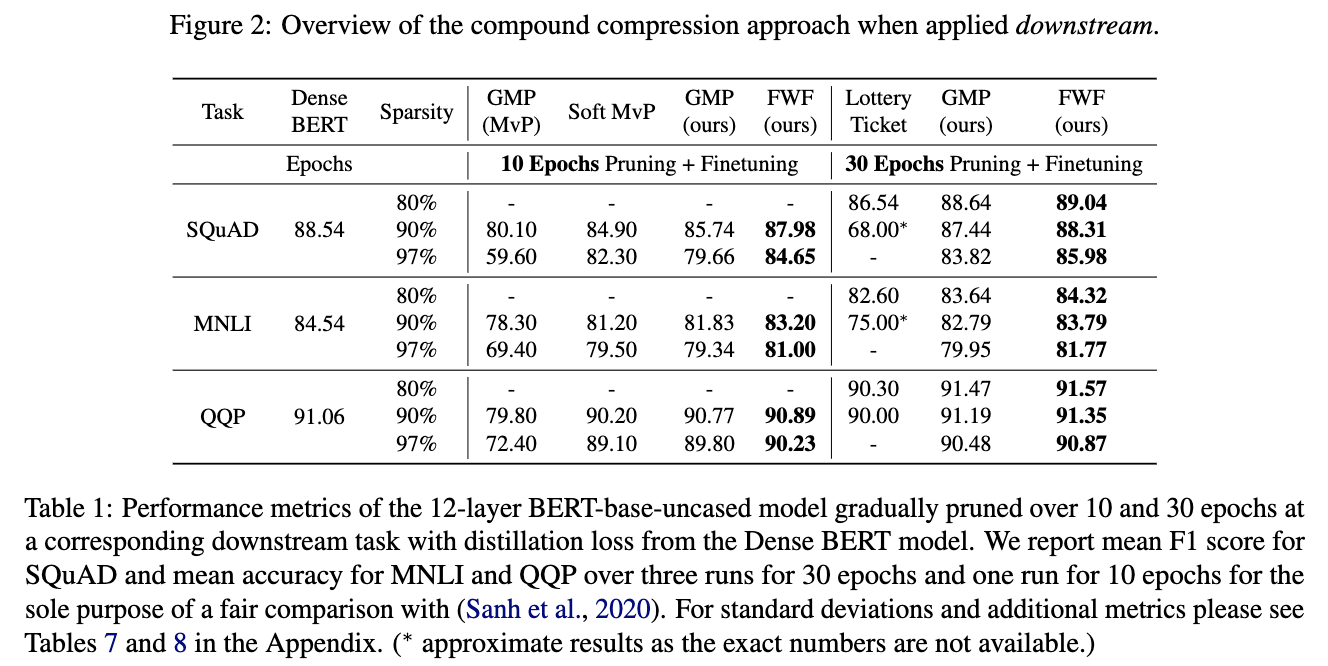 Figure 2: Overview of the compound compression approach when applied downstream.
Task Dense BERT Sparsity GMP (MvP) Soft MvP GMP (ours) FWF (ours) Lottery Ticket GMP (ours) FWF (ours)
Epochs 10 Epochs Pruning + Finetuning 30 Epochs Pruning + Finetuning
80% - - - - 86.54 88.64 89.04
SQuAD 88.54 90% 80.10 84.90 85.74 87.98 68.00* 87.44 88.31
97% 59.60 82.30 79.66 84.65 - 83.82 85.98
80% - - - - 82.60 83.64 84.32
MNLI 84.54 90% 78.30 81.20 81.83 83.20 75.00* 82.79 83.79
97% 69.40 79.50 79.34 81.00 - 79.95 81.77
80% - - - - 90.30 91.47 91.57
QQP 91.06 90% 79.80 90.20 90.77 90.89 90.00 91.19 91.35
97% 72.40 89.10 89.80 90.23 - 90.48 90.87
Table 1: Performance metrics of the 12-layer BERT-base-uncased model gradually pruned over 10 and 30 epochs at
a corresponding downstream task with distillation loss from the Dense BERT model. We report mean F1 score for
SQuAD and mean accuracy for MNLI and QQP over three runs for 30 epochs and one run for 10 epochs for the
sole purpose of a fair comparison with (Sanh et al., 2020). For standard deviations and additional metrics please see
Tables 7 and 8 in the Appendix. (* approximate results as the exact numbers are not available.)